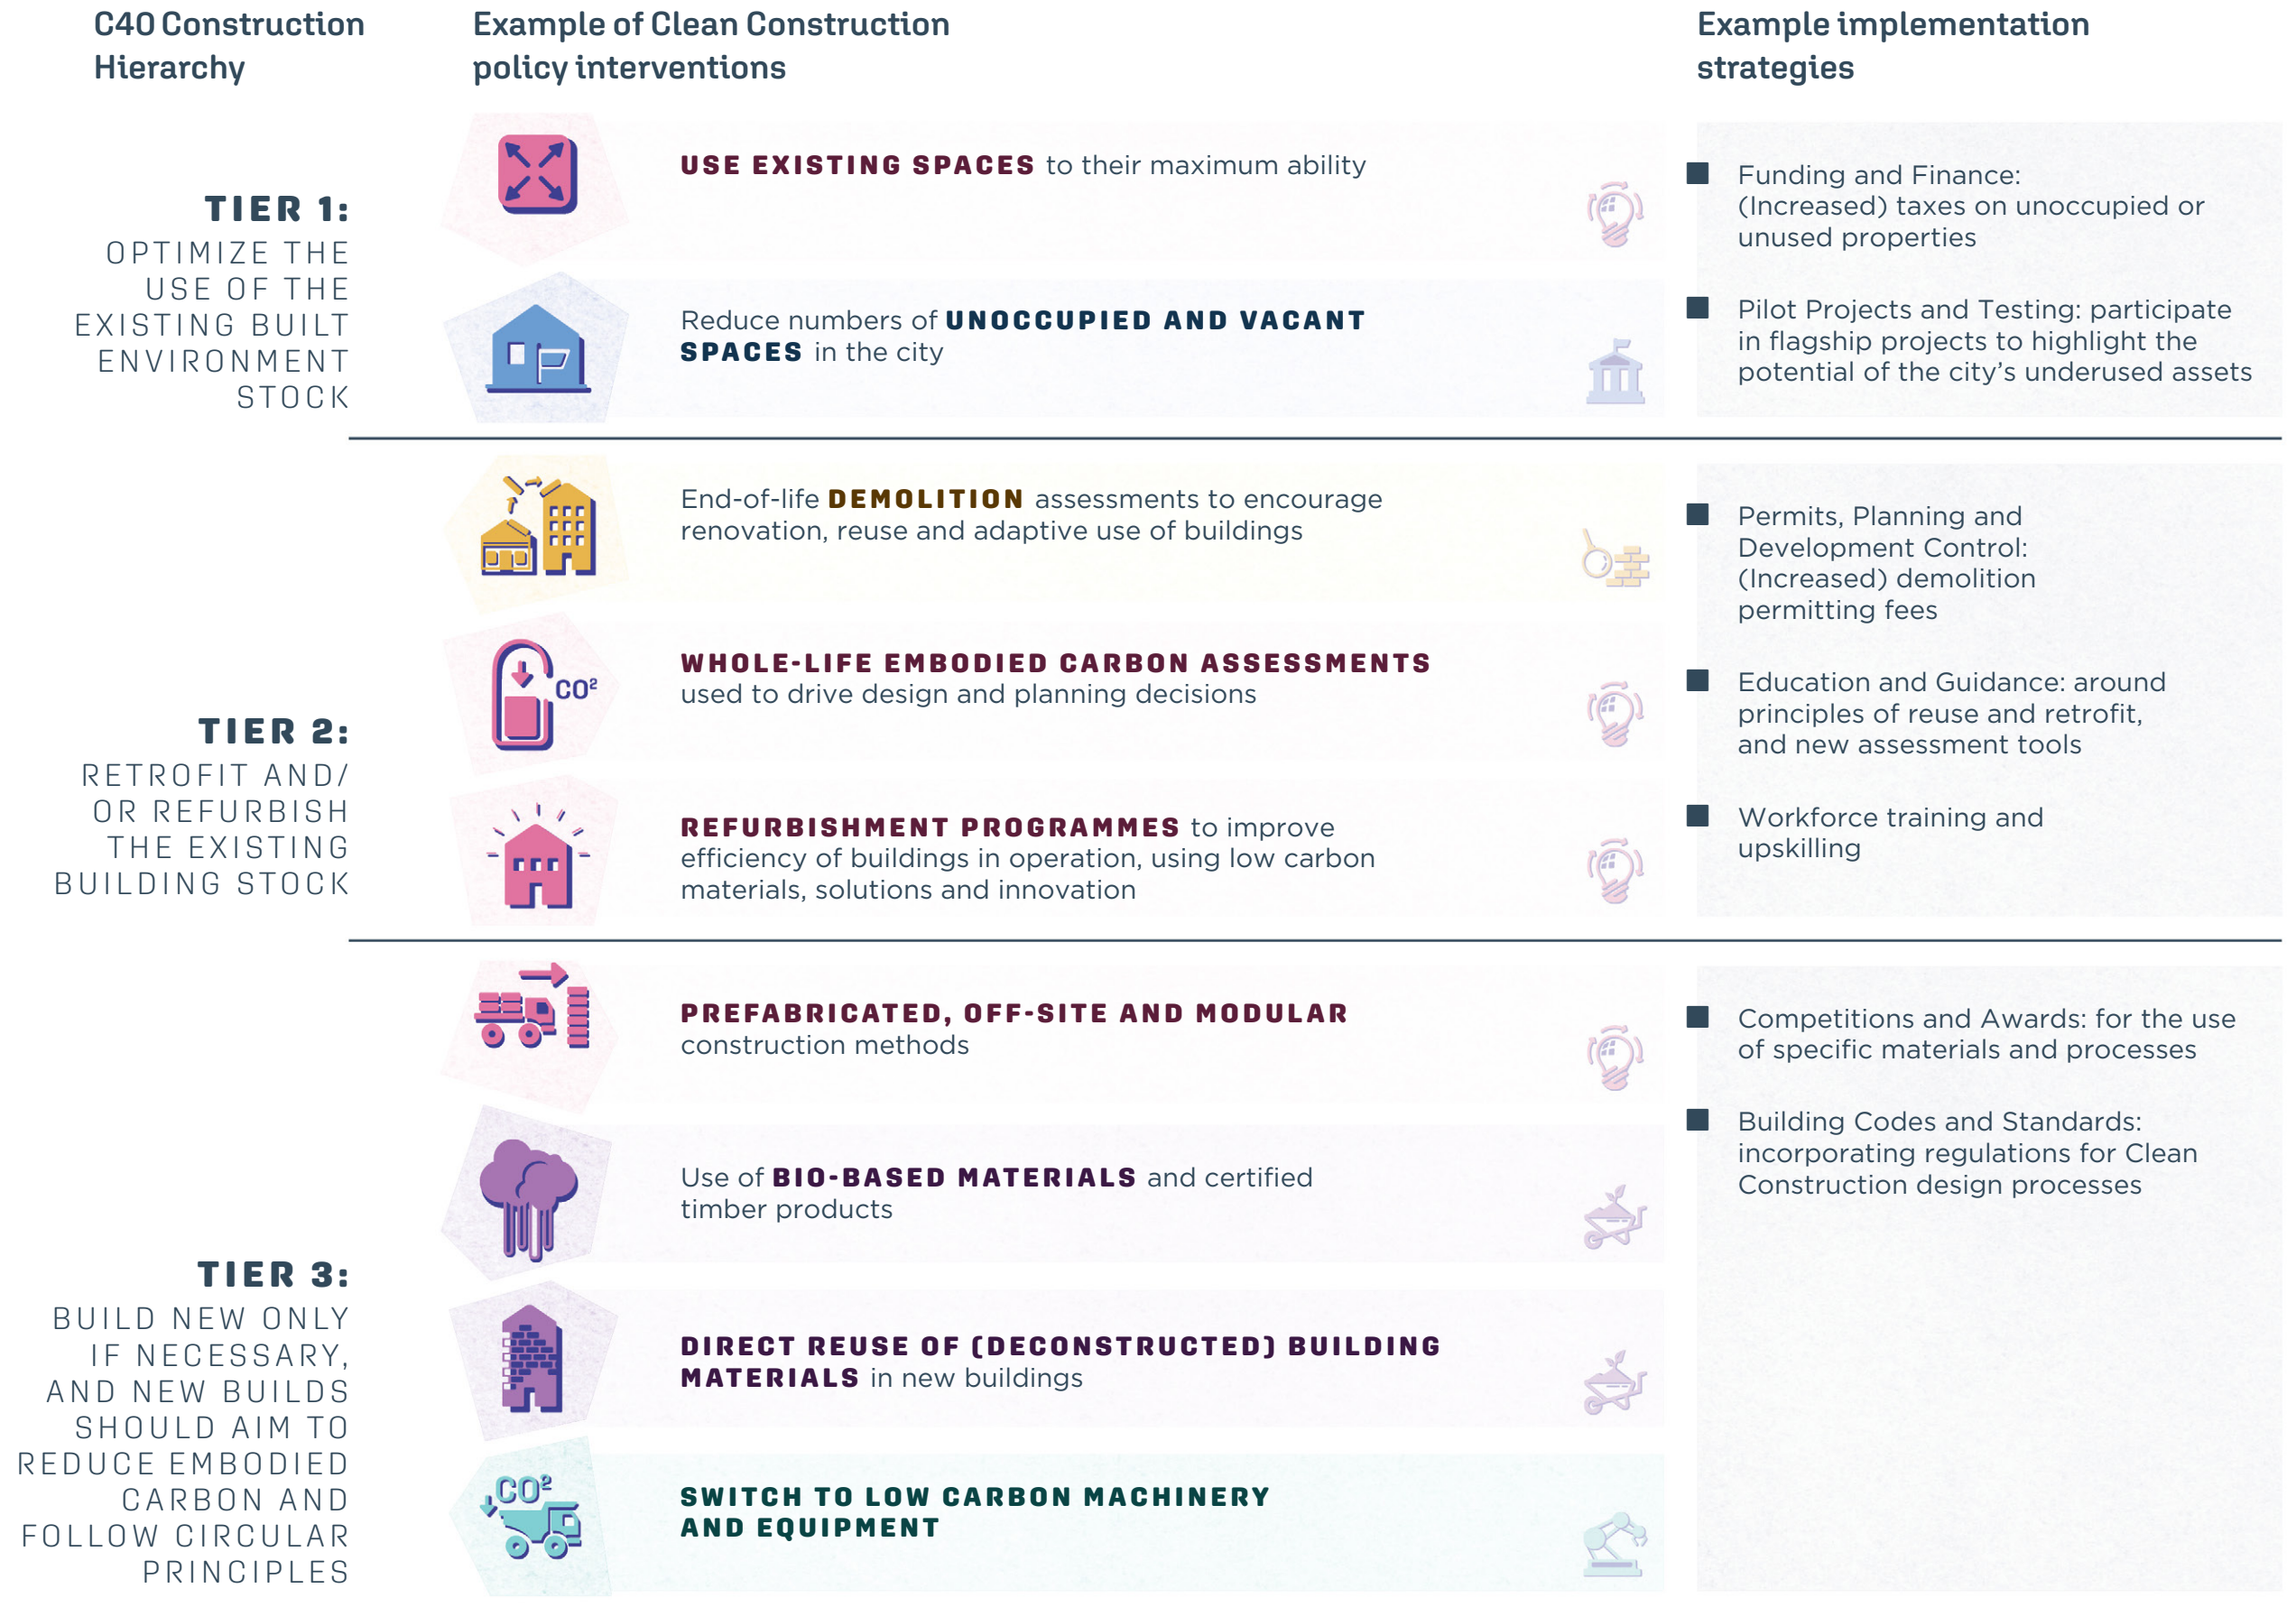 C40 Construction
Hierarchy
Example of Clean Construction
policy interventions
Example implementation
strategies
TIER 1:
OPTIMIZE THE
USE OF THE
EXISTING BUILT
ENVIRONMENT
STOCK
USE EXISTING SPACES to their maximum ability
Reduce numbers of UNOCCUPIED AND VACANT
SPACES in the city
Funding and Finance:
(Increased) taxes on unoccupied or
unused properties
Pilot Projects and Testing: participate
in flagship projects to highlight the
potential of the city’s underused assets
TIER 2:
RETROFIT AND/
OR REFURBISH
THE EXISTING
BUILDING STOCK
End-of-life DEMOLITION assessments to encourage
renovation, reuse and adaptive use of buildings
CO²
WHOLE-LIFE EMBODIED CARBON ASSESSMENTS
used to drive design and planning decisions
REFURBISHMENT PROGRAMMES to improve
efficiency of buildings in operation, using low carbon
materials, solutions and innovation
Permits, Planning and
Development Control:
(Increased) demolition
permitting fees
Education and Guidance: around
principles of reuse and retrofit,
and new assessment tools
Workforce training and
upskilling
TIER 3:
BUILD NEW ONLY
IF NECESSARY,
AND NEW BUILDS
SHOULD AIM TO
REDUCE EMBODIED
CARBON AND
FOLLOW CIRCULAR
PRINCIPLES
PREFABRICATED, OFF-SITE AND MODULAR
construction methods
Use of BIO-BASED MATERIALS and certified
timber products
DIRECT REUSE OF (DECONSTRUCTED) BUILDING
MATERIALS in new buildings
CO²
SWITCH TO LOW CARBON MACHINERY
AND EQUIPMENT
Competitions and Awards: for the use
of specific materials and processes
Building Codes and Standards:
incorporating regulations for Clean
Construction design processes